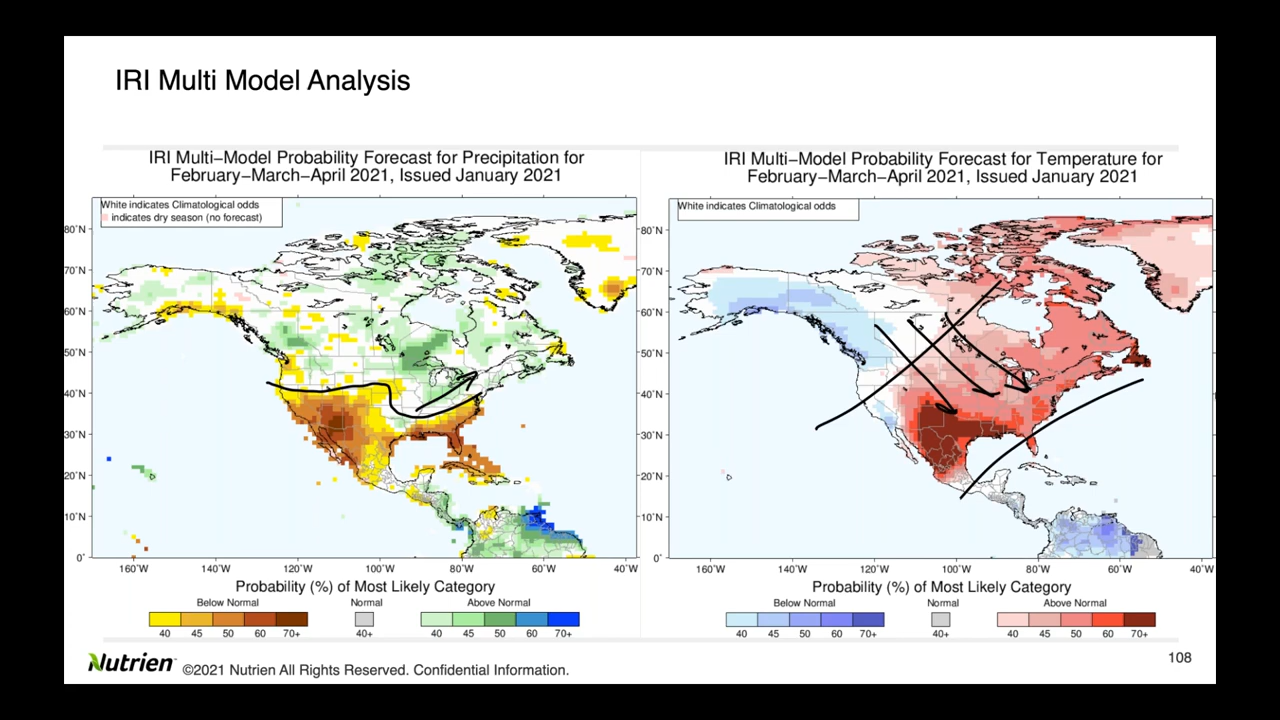 IRI Multi Model Analysis
IRI Multi−Model Probability Forecast for Precipitation for
February−March−April 2021, Issued January 2021
White indicates Climatological odds
indicates dry season (no forecast)
80˚N
70˚N
60˚N
50˚N
40˚N
30˚N
20˚N
10˚N
0˚
160˚W 140˚W 120˚W 100˚W 80˚W 60˚W 40˚W
Probability (%) of Most Likely Category
Below Normal Normal Above Normal
40 45 50 60 70+ 40+ 40 45 50 60 70+
IRI Multi−Model Probability Forecast for Temperature for
February−March−April 2021, Issued January 2021
White indicates Climatological odds
80˚N
70˚N
60˚N
50˚N
40˚N
30˚N
20˚N
10˚N
0˚
160˚W 140˚W 120˚W 100˚W 80˚W 60˚W 40˚W
Probability (%) of Most Likely Category
Below Normal Normal Above Normal
40 45 50 60 70+ 40+ 40 45 50 60 70+
108
Nutrien ©2021 Nutrien All Rights Reserved. Confidential Information.